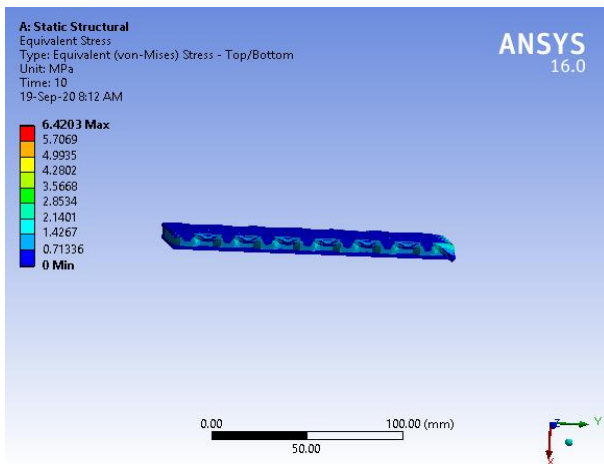 A: Static Structural
Equivalent Stress
Type: Equivalent (von-Mises) Stress - Top/Bottom
Unit: MPa
Time: 10
19-Sep-20 8:12 AM
ANSYS
16.0
6.4203 Max
5.7069
4.9935
4.2802
3.5668
2.8534
2.1401
1.4267
0.71336
0 Min
0.00
100.00 (mm)
50.00
Z
Y
X